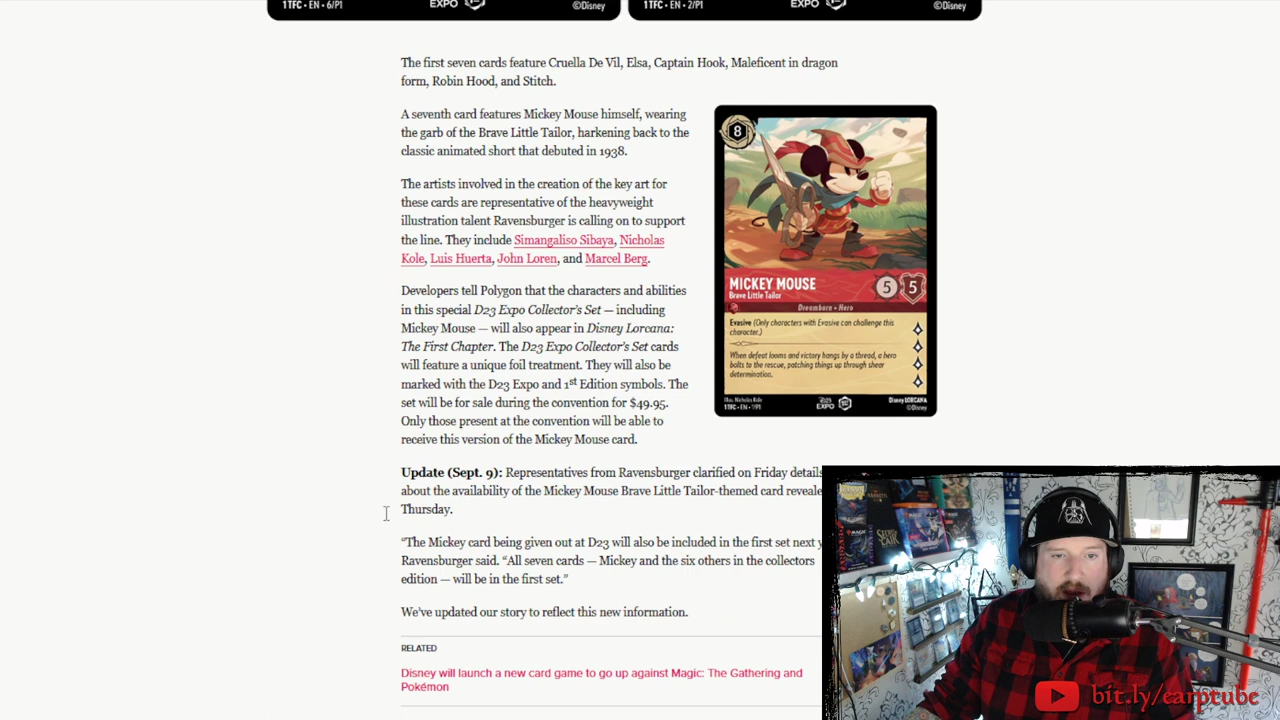 1TFC • EN • 6/P1
EXPO
©Disney
1TFC • EN • 2/P1
EXPO
©Disney
The first seven cards feature Cruella De Vil, Elsa, Captain Hook, Maleficent in dragon
form, Robin Hood, and Stitch.
A seventh card features Mickey Mouse himself, wearing
the garb of the Brave Little Tailor, harkening back to the
classic animated short that debuted in 1938.
The artists involved in the creation of the key art for
these cards are representative of the heavyweight
illustration talent Ravensburger is calling on to support
the line. They include Simangaliso Sibaya, Nicholas
Kole, Luis Huerta, John Loren, and Marcel Berg.
Developers tell Polygon that the characters and abilities
in this special D23 Expo Collector's Set — including
Mickey Mouse — will also appear in Disney Lorcana:
The First Chapter. The D23 Expo Collector's Set cards
will feature a unique foil treatment. They will also be
marked with the D23 Expo and 1st Edition symbols. The
set will be for sale during the convention for $49.95.
Only those present at the convention will be able to
receive this version of the Mickey Mouse card.
8
MICKEY MOUSE
Brave Little Tailor
5 5
Dreamborn • Hero
Evasive (Only characters with Evasive can challenge this
character.)
When defeat looms and victory hangs by a thread, a hero
bolts to the rescue, patching things up through shear
determination.
Illus. Nicholas Kole
1TFC • EN • 1/P1
D23
EXPO
Disney LORCANA
©Disney
Update (Sept. 9): Representatives from Ravensburger clarified on Friday details
about the availability of the Mickey Mouse Brave Little Tailor-themed card reveale
Thursday.
“The Mickey card being given out at D23 will also be included in the first set next y
Ravensburger said. “All seven cards — Mickey and the six others in the collectors
edition — will be in the first set.”
We've updated our story to reflect this new information.
RELATED
Disney will launch a new card game to go up against Magic: The Gathering and
Pokémon
bit.ly/earptube